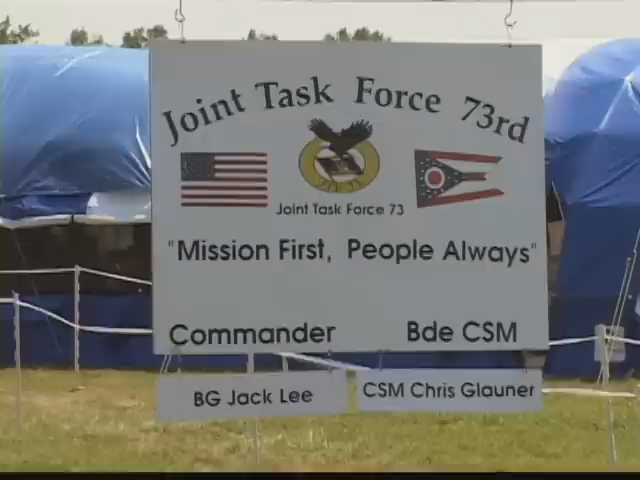 Joint Task Force 73rd
Joint Task Force 73
"Mission First, People Always"
Commander Bde CSM
BG Jack Lee CSM Chris Glauner